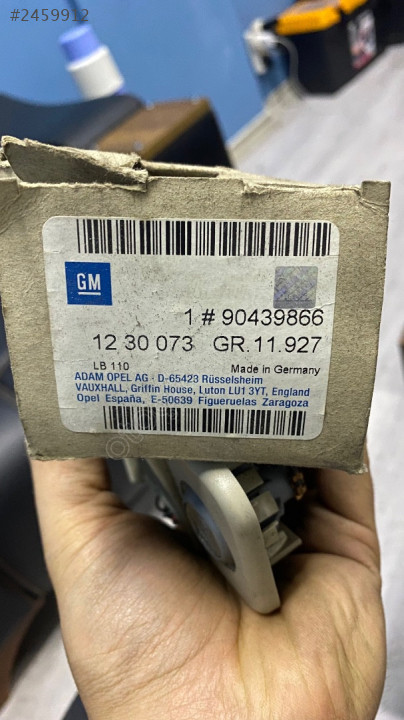 #2459912
GM
1 # 90439866
12 30 073 GR.11.927
LB 110 Made in Germany
ADAM OPEL AG · D-65423 Rüsselsheim
VAUXHALL, Griffin House, Luton LU1 3YT, England
Opel España, E-50639 Figueruelas Zaragoza